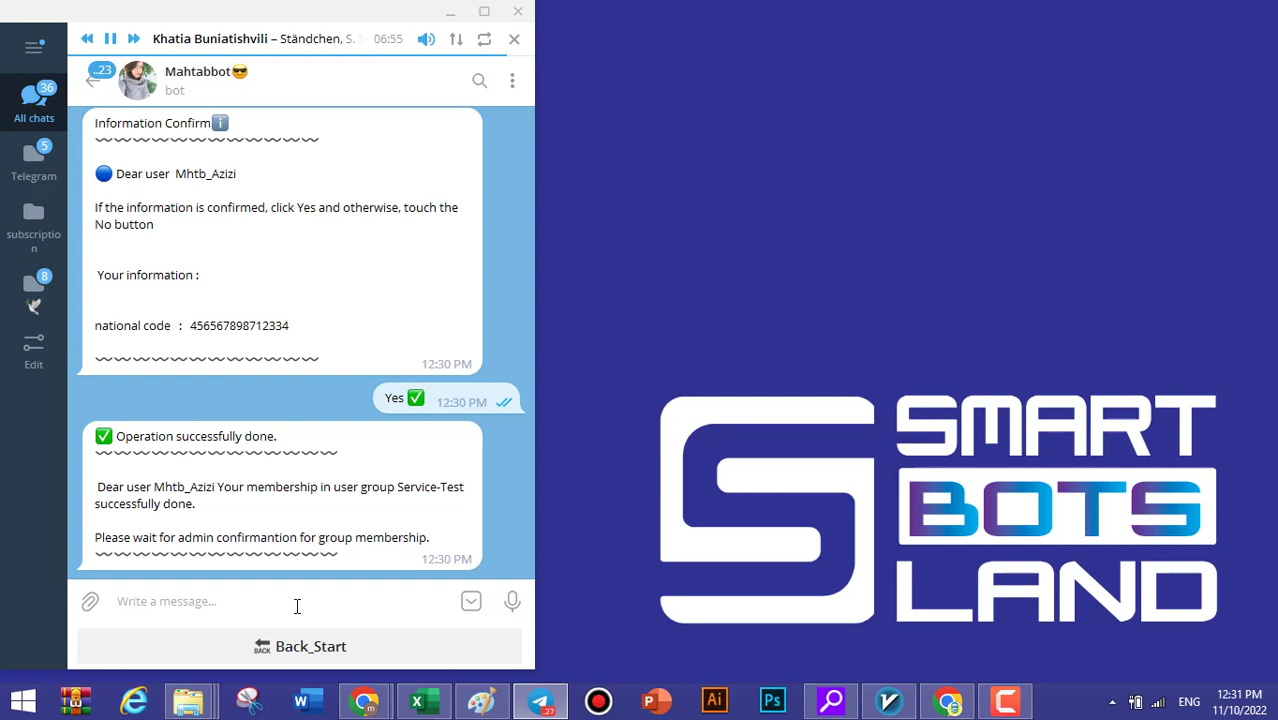 Khatia Buniatishvili – Ständchen, S. 06:55
..23
Mahtabbot😎
bot
36
All chats
5
Telegram
subscriptio
n
8
Edit
Information Confirmℹ️
🔵 Dear user Mhtb_Azizi
If the information is confirmed, click Yes and otherwise, touch the
No button
Your information :
national code : 456567898712334
12:30 PM
Yes ✅ 12:30 PM
✅ Operation successfully done.
Dear user Mhtb_Azizi Your membership in user group Service-Test
successfully done.
Please wait for admin confirmantion for group membership.
12:30 PM
Write a message...
BACK Back_Start
SMART
BOTS
LAND
27
Ai
Ps
ENG
12:31 PM
11/10/2022